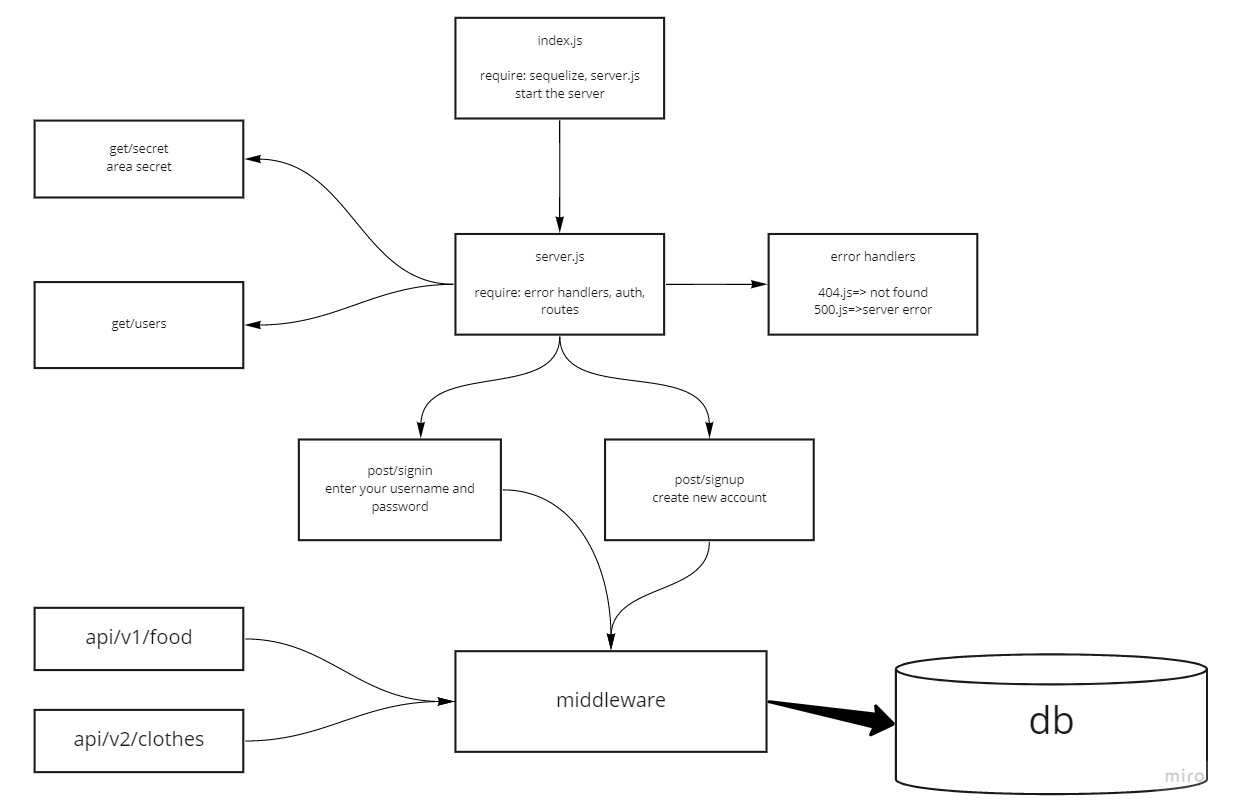 index.js
require: sequelize, server.js
start the server
get/secret
area secret
server.js
require: error handlers, auth,
routes
error handlers
404.js=> not found
500.js=>server error
get/users
post/signin
enter your username and
password
post/signup
create new account
api/v1/food
middleware
api/v2/clothes
db
miro